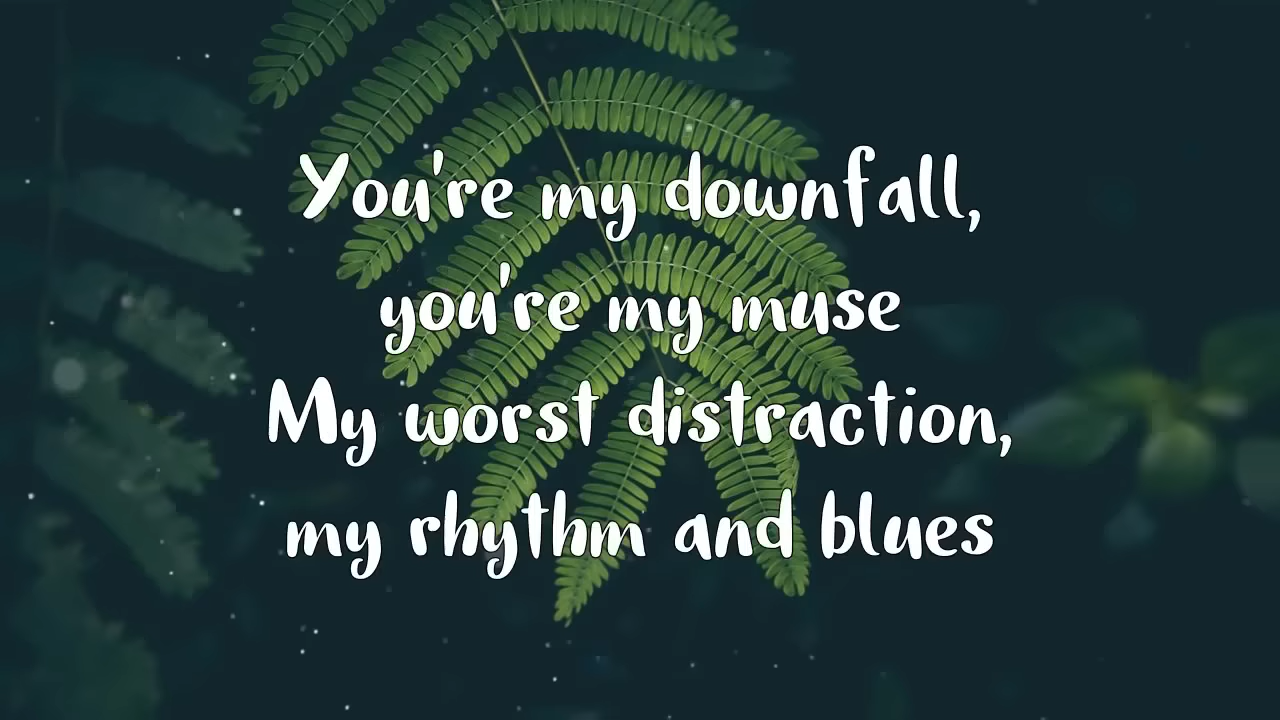 You're my downfall,
you're my muse
My worst distraction,
my rhythm and blues